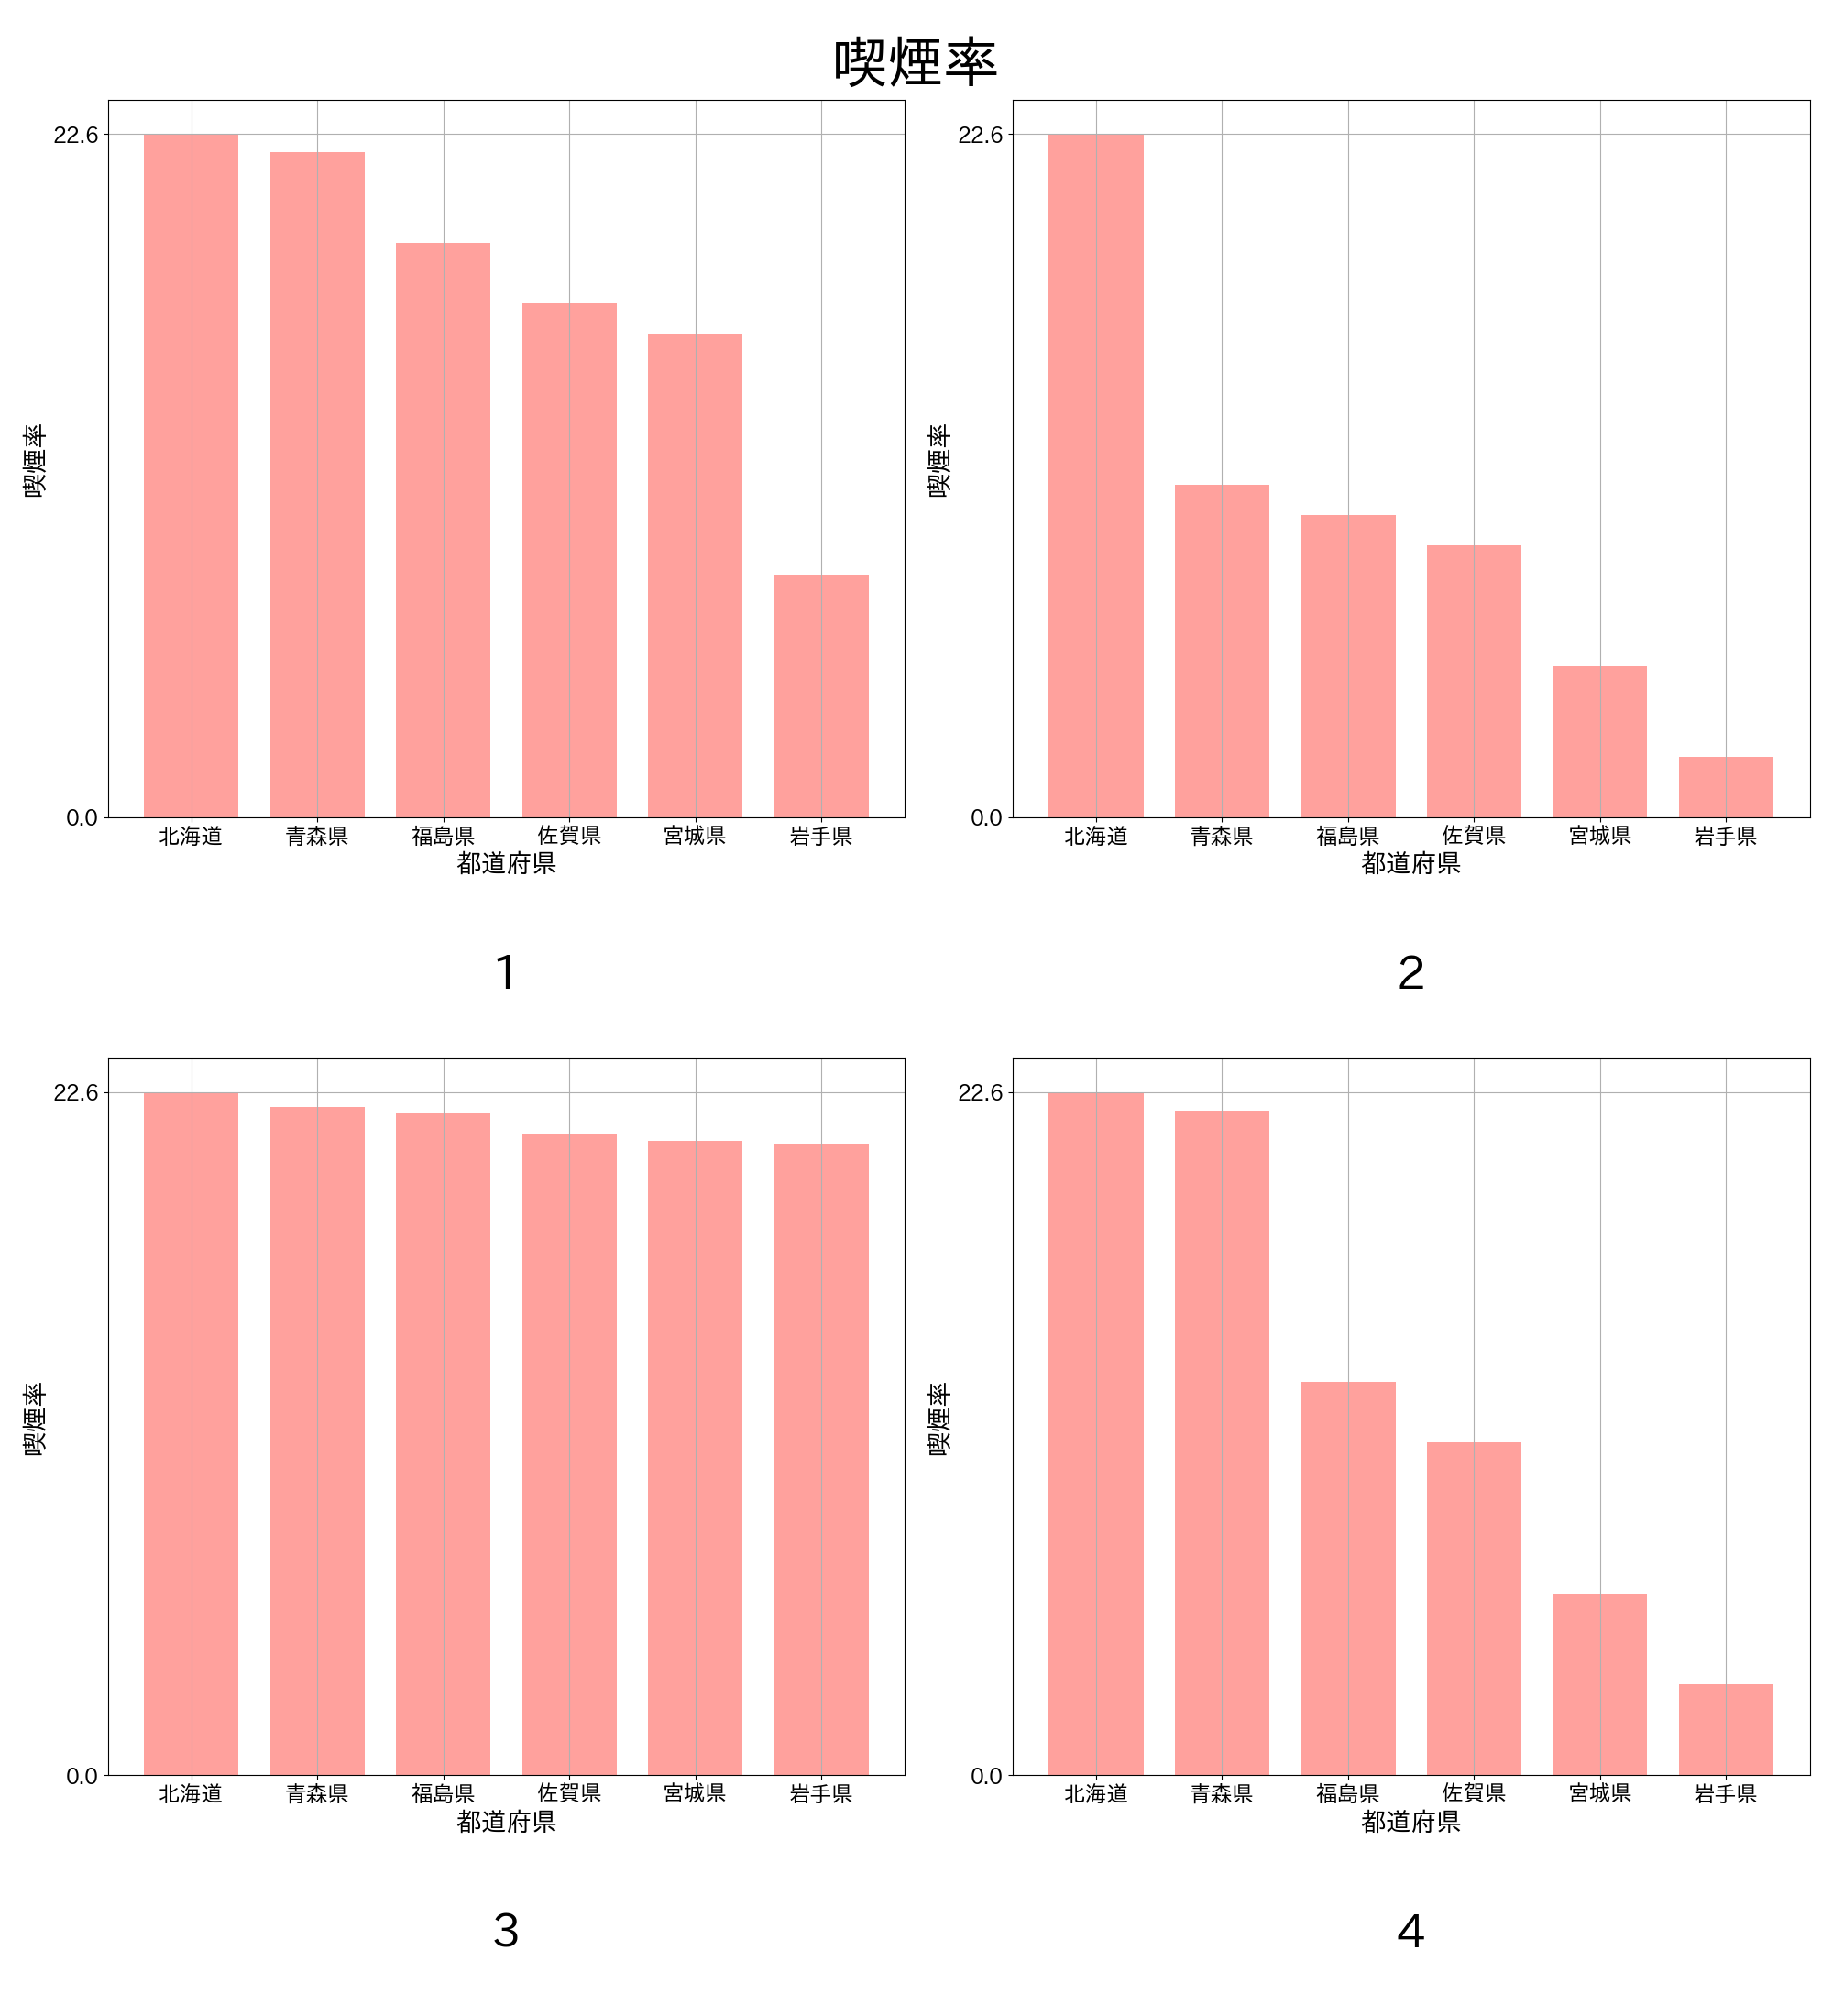 喫煙率
22.6
喫煙率
0.0
北海道 青森県 福島県 佐賀県 宮城県 岩手県
都道府県
1
22.6
喫煙率
0.0
北海道 青森県 福島県 佐賀県 宮城県 岩手県
都道府県
2
22.6
喫煙率
0.0
北海道 青森県 福島県 佐賀県 宮城県 岩手県
都道府県
3
22.6
喫煙率
0.0
北海道 青森県 福島県 佐賀県 宮城県 岩手県
都道府県
4